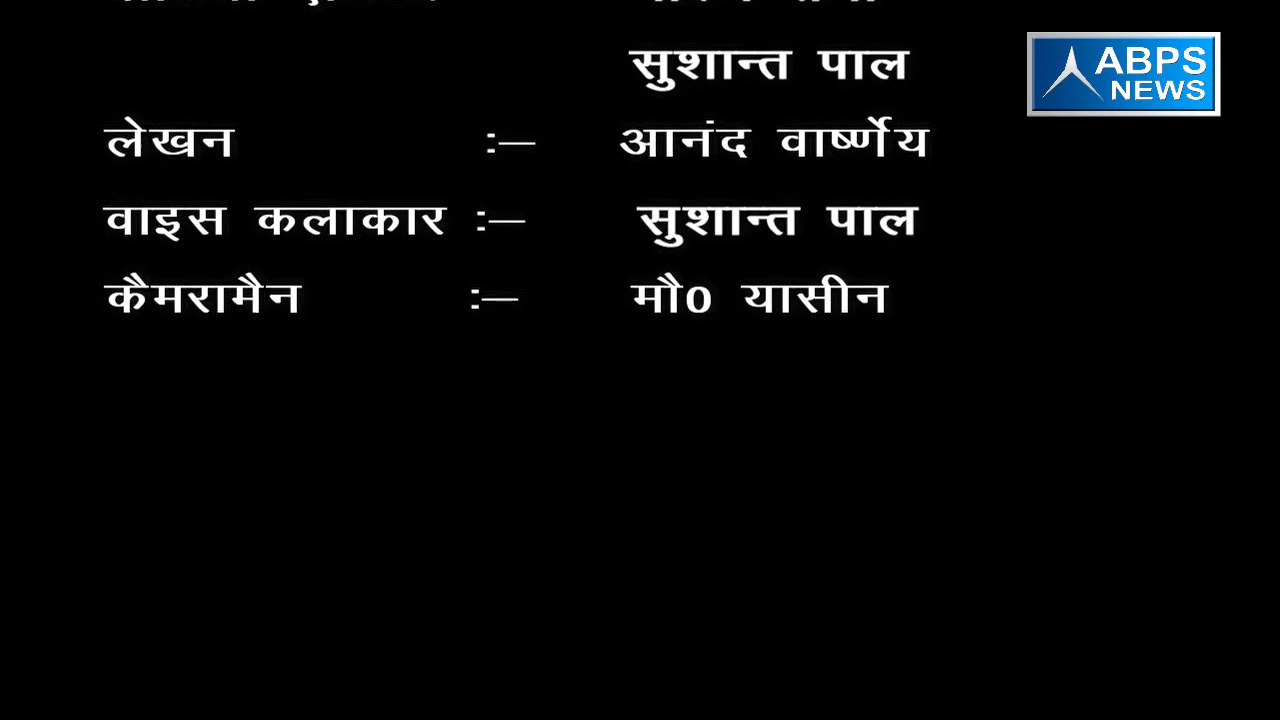 सुशान्त पाल
ABPS
NEWS
लेखन :— आनंद वार्ष्णेय
वाइस कलाकार :— सुशान्त पाल
कैमरामैन :— मौ0 यासीन